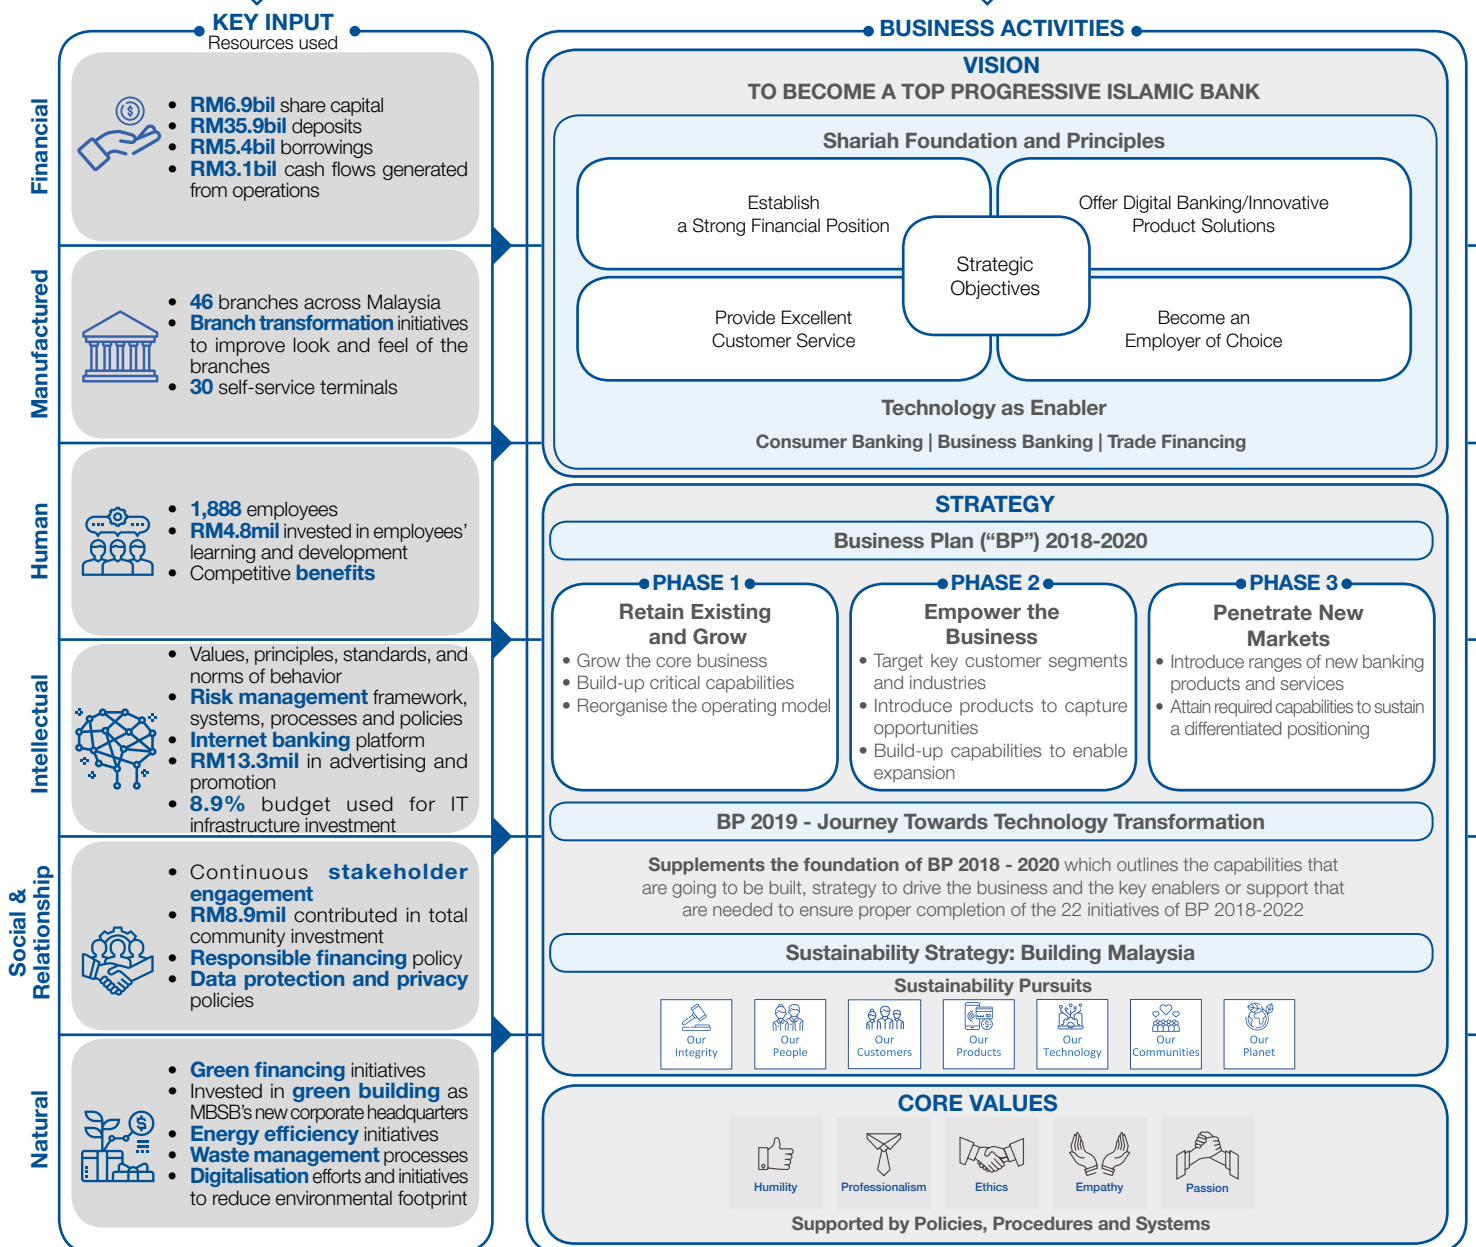 KEY INPUT
Resources used
Financial
• RM6.9bil share capital
• RM35.9bil deposits
• RM5.4bil borrowings
• RM3.1bil cash flows generated
from operations
Manufactured
• 46 branches across Malaysia
• Branch transformation initiatives
to improve look and feel of the
branches
• 30 self-service terminals
Human
• 1,888 employees
• RM4.8mil invested in employees’
learning and development
• Competitive benefits
Intellectual
• Values, principles, standards, and
norms of behavior
• Risk management framework,
systems, processes and policies
• Internet banking platform
• RM13.3mil in advertising and
promotion
• 8.9% budget used for IT
infrastructure investment
Social &
Relationship
• Continuous stakeholder
engagement
• RM8.9mil contributed in total
community investment
• Responsible financing policy
• Data protection and privacy
policies
Natural
• Green financing initiatives
• Invested in green building as
MBSB’s new corporate headquarters
• Energy efficiency initiatives
• Waste management processes
• Digitalisation efforts and initiatives
to reduce environmental footprint
BUSINESS ACTIVITIES
VISION
TO BECOME A TOP PROGRESSIVE ISLAMIC BANK
Shariah Foundation and Principles
Establish
a Strong Financial Position
Offer Digital Banking/Innovative
Product Solutions
Strategic
Objectives
Provide Excellent
Customer Service
Become an
Employer of Choice
Technology as Enabler
Consumer Banking | Business Banking | Trade Financing
STRATEGY
Business Plan (“BP”) 2018-2020
PHASE 1
Retain Existing
and Grow
• Grow the core business
• Build-up critical capabilities
• Reorganise the operating model
PHASE 2
Empower the
Business
• Target key customer segments
and industries
• Introduce products to capture
opportunities
• Build-up capabilities to enable
expansion
PHASE 3
Penetrate New
Markets
• Introduce ranges of new banking
products and services
• Attain required capabilities to sustain
a differentiated positioning
BP 2019 - Journey Towards Technology Transformation
Supplements the foundation of BP 2018 - 2020 which outlines the capabilities that
are going to be built, strategy to drive the business and the key enablers or support that
are needed to ensure proper completion of the 22 initiatives of BP 2018-2022
Sustainability Strategy: Building Malaysia
Sustainability Pursuits
Our
Integrity
Our
People
Our
Customers
Our
Products
Our
Technology
Our
Communities
Our
Planet
CORE VALUES
Humility
Professionalism
Ethics
Empathy
Passion
Supported by Policies, Procedures and Systems